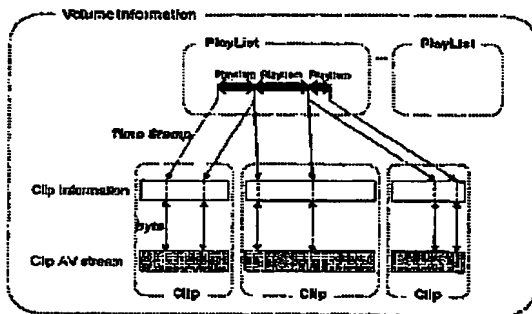 Volume Information
PlayList PlayList
PlayItem PlayItem PlayItem
Time Stamp
Clip Information
byte
Clip AV stream
Clip Clip Clip